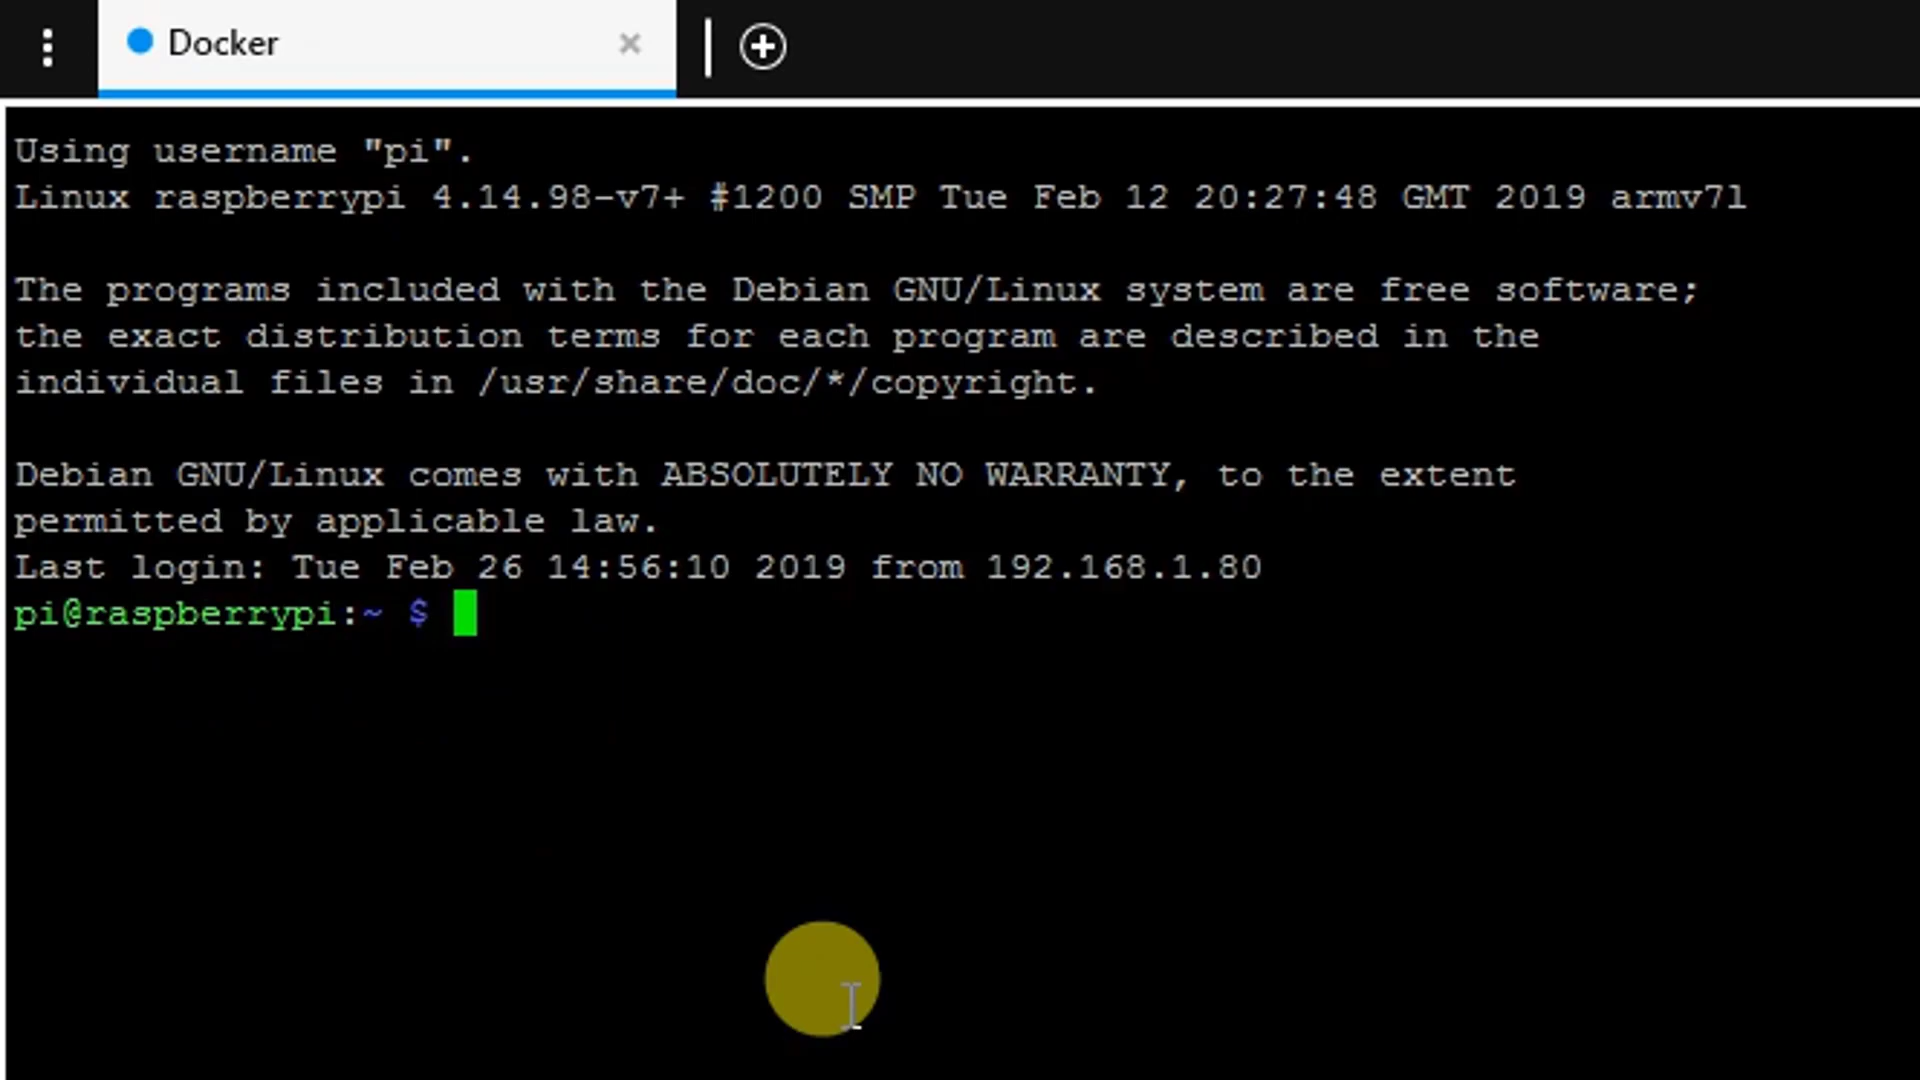 Docker
Using username "pi".
Linux raspberrypi 4.14.98-v7+ #1200 SMP Tue Feb 12 20:27:48 GMT 2019 armv7l
The programs included with the Debian GNU/Linux system are free software;
the exact distribution terms for each program are described in the
individual files in /usr/share/doc/*/copyright.
Debian GNU/Linux comes with ABSOLUTELY NO WARRANTY, to the extent
permitted by applicable law.
Last login: Tue Feb 26 14:56:10 2019 from 192.168.1.80
pi@raspberrypi:~ $